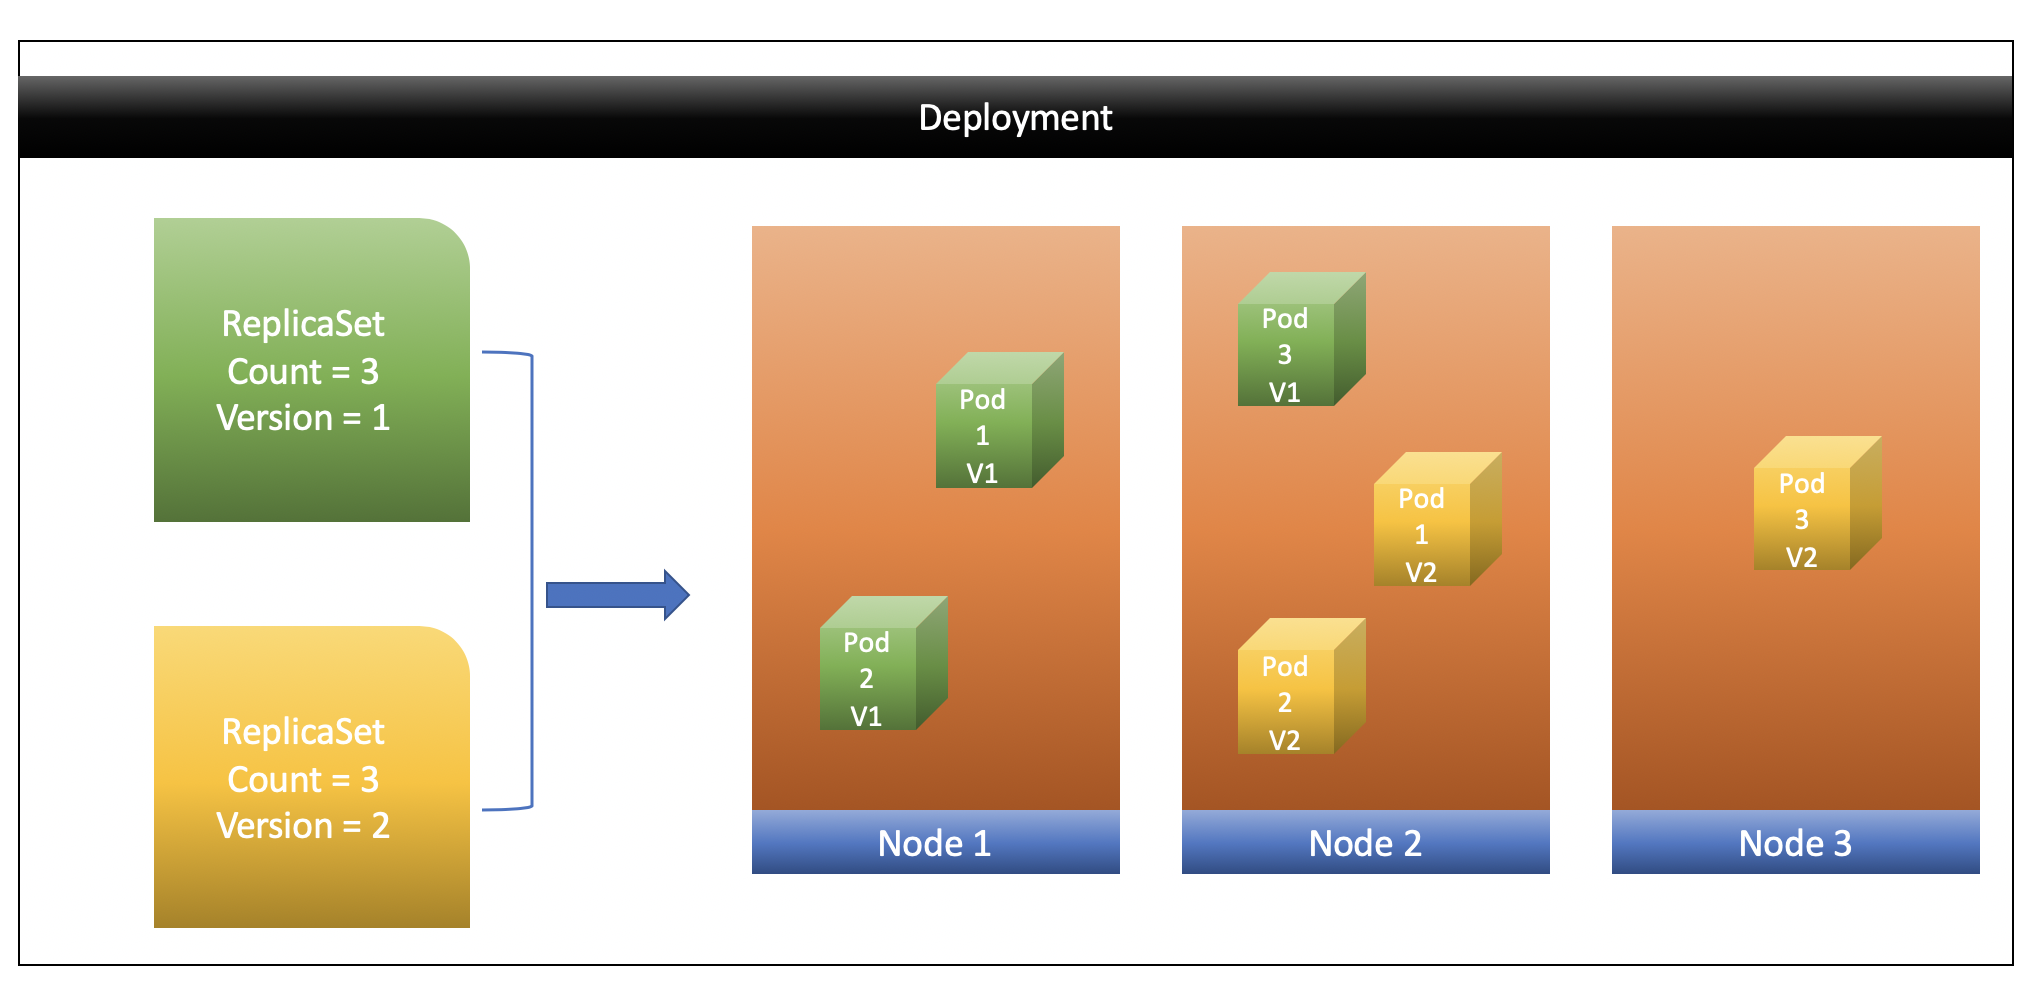 Deployment
ReplicaSet
Count = 3
Version = 1
ReplicaSet
Count = 3
Version = 2
Pod
1
V1
Pod
2
V1
Node 1
Pod
3
V1
Pod
1
V2
Pod
2
V2
Node 2
Pod
3
V2
Node 3